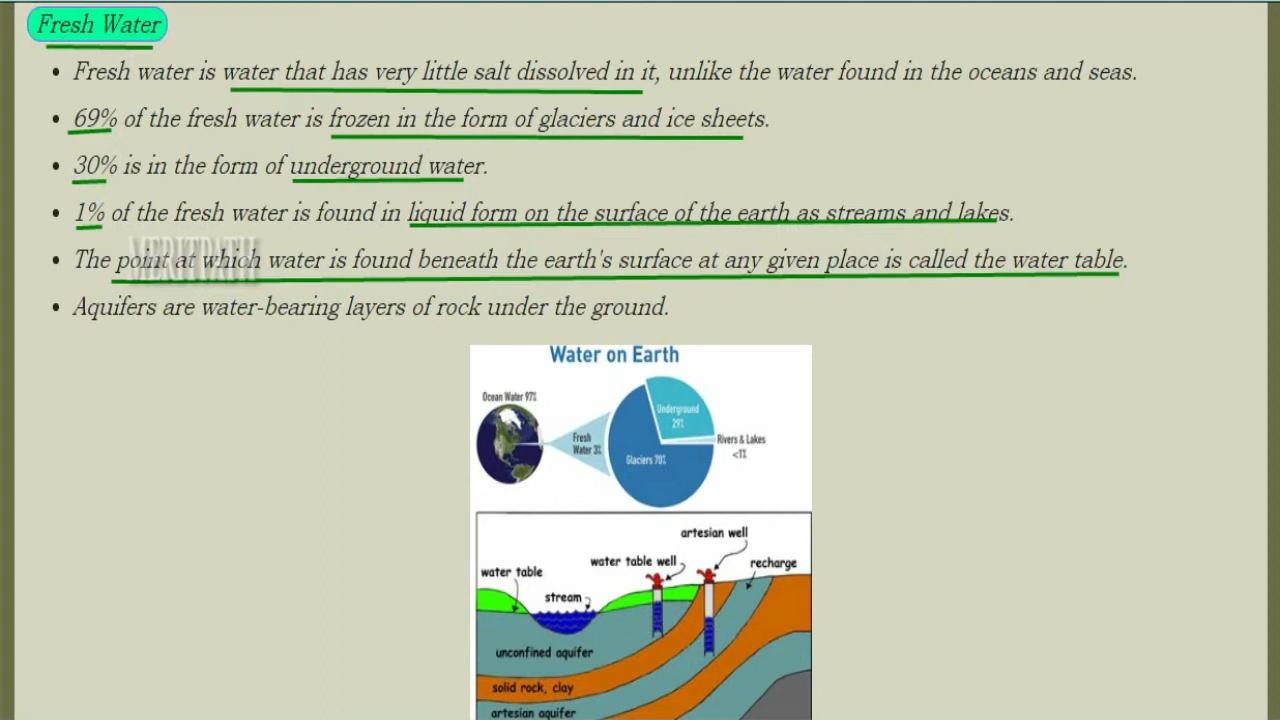 Fresh Water
• Fresh water is water that has very little salt dissolved in it, unlike the water found in the oceans and seas.
• 69% of the fresh water is frozen in the form of glaciers and ice sheets.
• 30% is in the form of underground water.
• 1% of the fresh water is found in liquid form on the surface of the earth as streams and lakes.
MERITPATH
• The point at which water is found beneath the earth's surface at any given place is called the water table.
• Aquifers are water-bearing layers of rock under the ground.
Water on Earth
Ocean Water 97%
Fresh
Water 3%
Underground
29%
Glaciers 70%
Rivers & Lakes
<1%
artesian well
water table well
recharge
water table
stream
unconfined aquifer
solid rock, clay
artesian aquifer